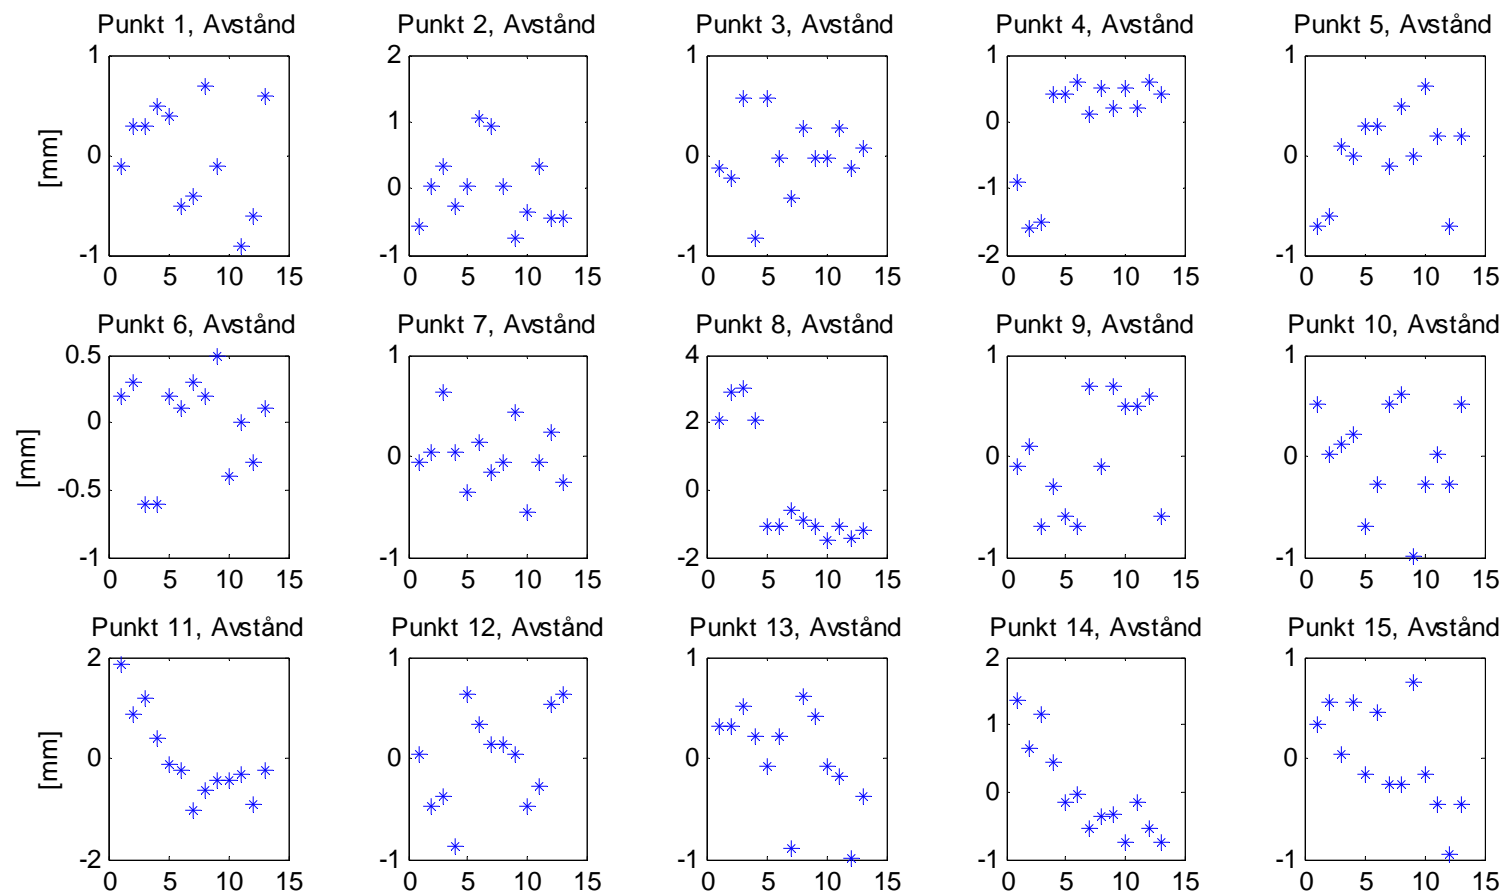 Punkt 1, Avstånd Punkt 2, Avstånd Punkt 3, Avstånd Punkt 4, Avstånd Punkt 5, Avstånd
1 2 1 1 1
1 0
[mm] 0 0 0 0
0 -1
-1 -1 -1 -2 -1
0 5 10 15 0 5 10 15 0 5 10 15 0 5 10 15 0 5 10 15
Punkt 6, Avstånd Punkt 7, Avstånd Punkt 8, Avstånd Punkt 9, Avstånd Punkt 10, Avstånd
0.5 1 4 1 1
0 2
[mm] 0 0 0
-0.5 0
-1 -1 -2 -1 -1
0 5 10 15 0 5 10 15 0 5 10 15 0 5 10 15 0 5 10 15
Punkt 11, Avstånd Punkt 12, Avstånd Punkt 13, Avstånd Punkt 14, Avstånd Punkt 15, Avstånd
2 1 1 2 1
1
[mm] 0 0 0 0
0
-2 -1 -1 -1 -1
0 5 10 15 0 5 10 15 0 5 10 15 0 5 10 15 0 5 10 15